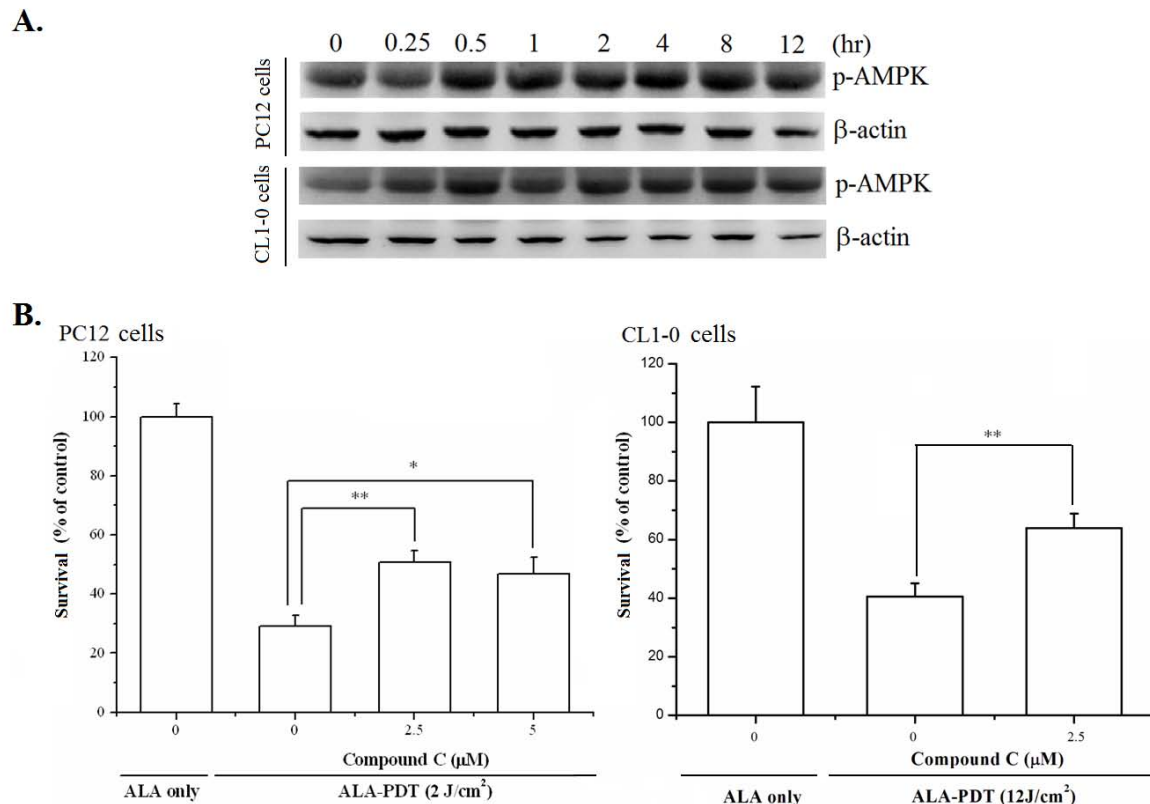 A.
0 0.25 0.5 1 2 4 8 12 (hr)
PC12 cells
p-AMPK
β-actin
CL1-0 cells
p-AMPK
β-actin
B.
PC12 cells
120
100
80
60
40
20
0
Survival (% of control)
*
**
0 0 2.5 5
Compound C (μM)
ALA only ALA-PDT (2 J/cm²)
CL1-0 cells
120
100
80
60
40
20
0
Survival (% of control)
**
0 0 2.5
Compound C (μM)
ALA only ALA-PDT (12J/cm²)